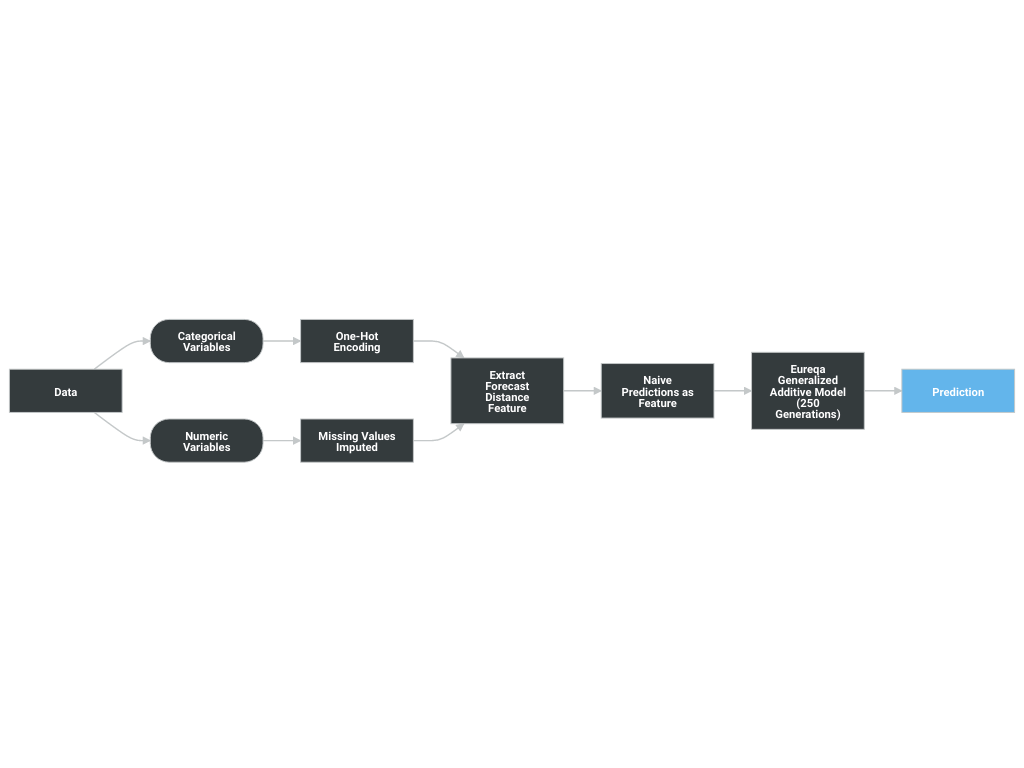 Data
Categorical
Variables
One-Hot
Encoding
Numeric
Variables
Missing Values
Imputed
Extract
Forecast
Distance
Feature
Naive
Predictions as
Feature
Eureqa
Generalized
Additive Model
(250
Generations)
Prediction